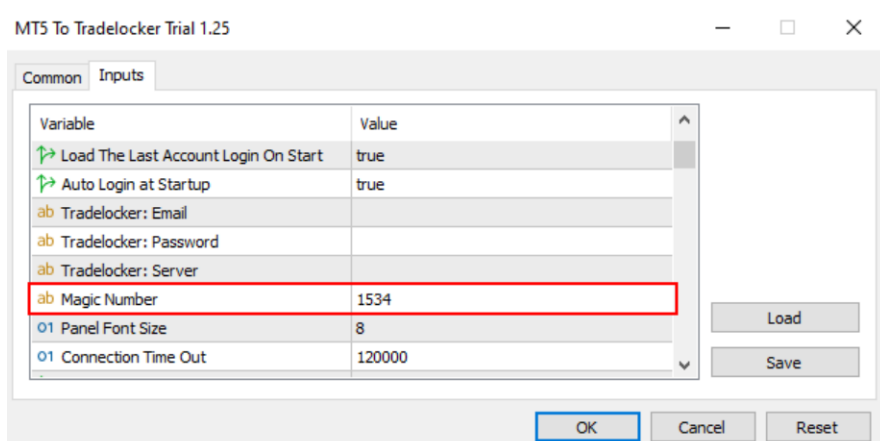 MT5 To Tradelocker Trial 1.25
Common Inputs
Variable Value
Load The Last Account Login On Start true
Auto Login at Startup true
ab Tradelocker: Email
ab Tradelocker: Password
ab Tradelocker: Server
ab Magic Number 1534
01 Panel Font Size 8
01 Connection Time Out 120000
Load
Save
OK Cancel Reset